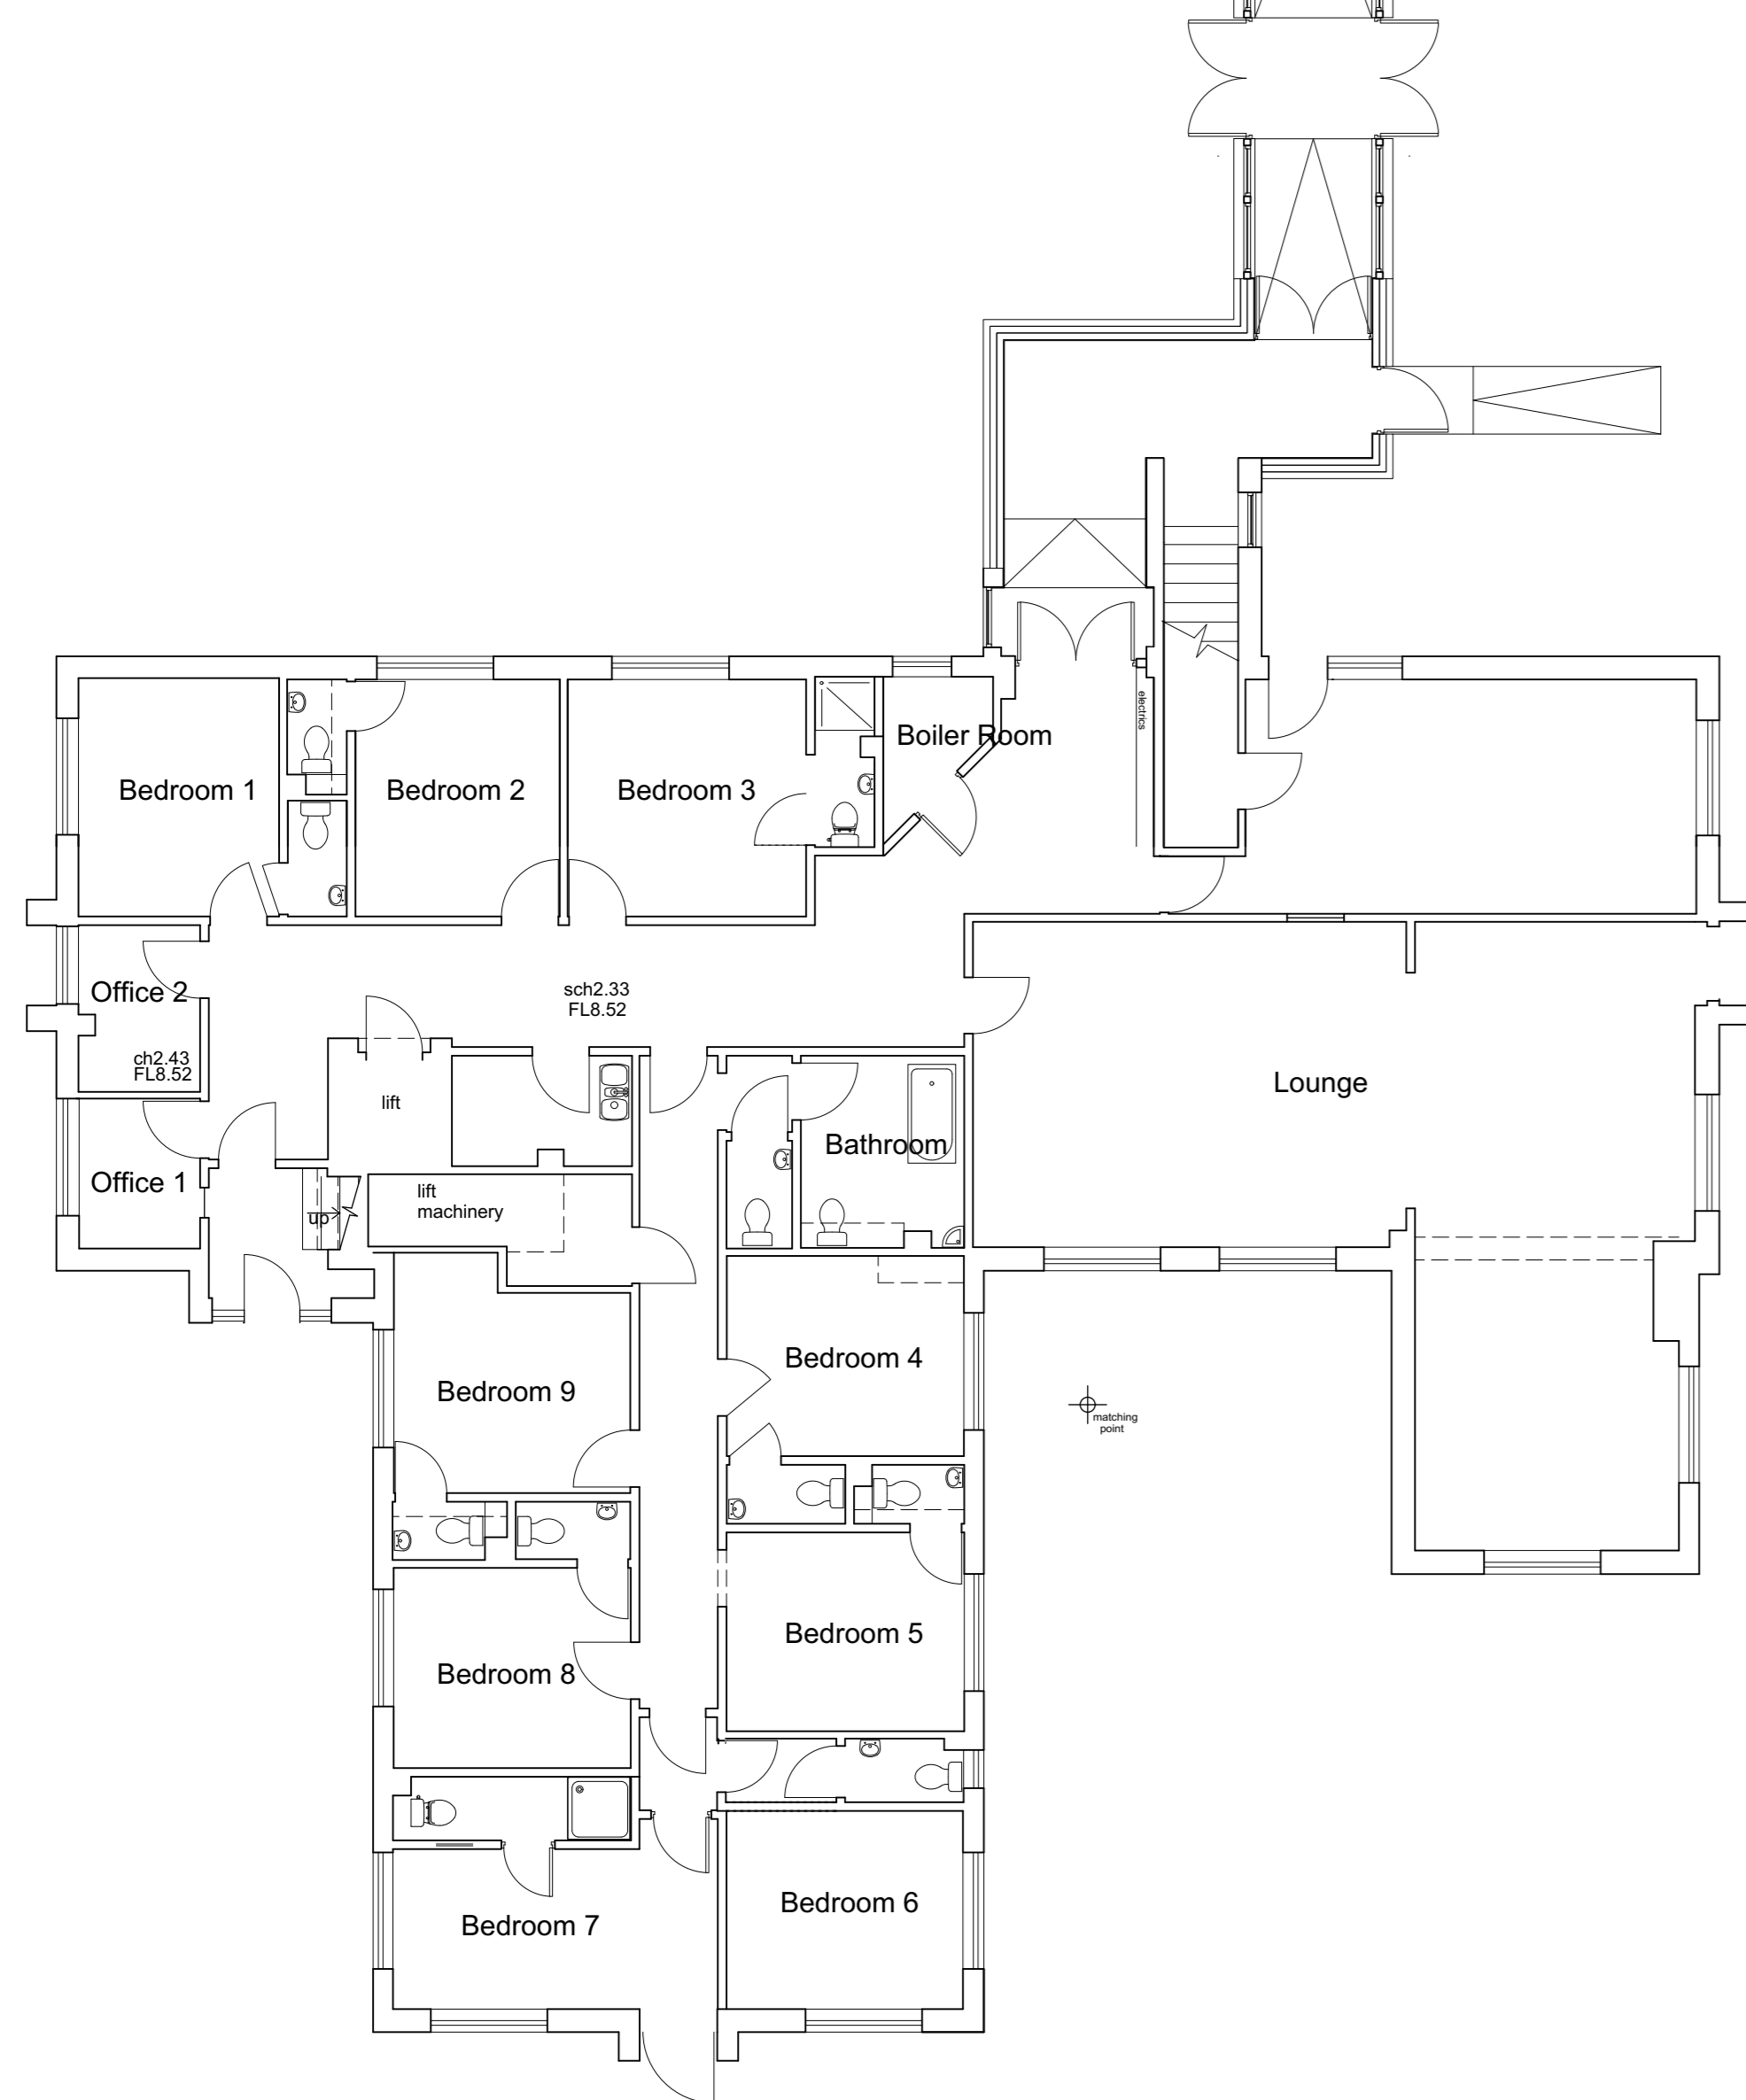 electrics
Boiler Room
Bedroom 1
Bedroom 2
Bedroom 3
Office 2
sch2.33
FL8.52
ch2.43
FL8.52
Lounge
lift
Bathroom
Office 1
lift
machinery
up
Bedroom 4
Bedroom 9
matching
point
Bedroom 5
Bedroom 8
Bedroom 6
Bedroom 7